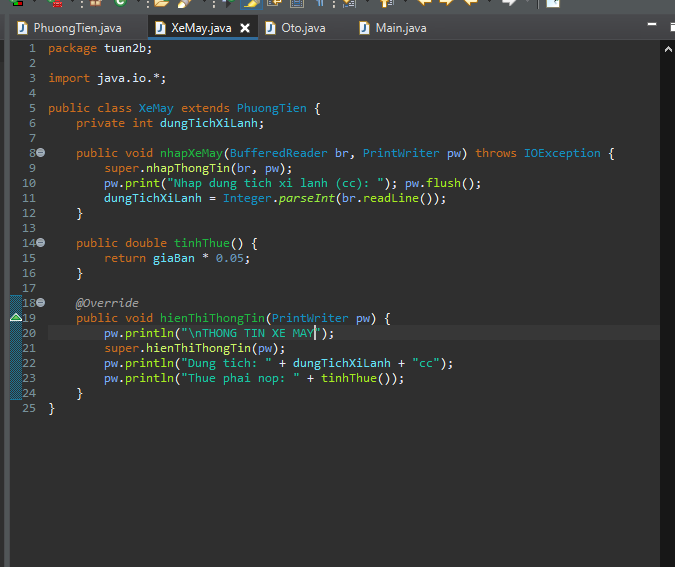 PhuongTien.java XeMay.java Oto.java Main.java
1 package tuan2b;
2
3 import java.io.*;
4
5 public class XeMay extends PhuongTien {
6 private int dungTichXiLanh;
7
8 public void nhapXeMay(BufferedReader br, PrintWriter pw) throws IOException {
9 super.nhapThongTin(br, pw);
10 pw.print("Nhap dung tich xi lanh (cc): "); pw.flush();
11 dungTichXiLanh = Integer.parseInt(br.readLine());
12 }
13
14 public double tinhThue() {
15 return giaBan * 0.05;
16 }
17
18 @Override
19 public void hienThiThongTin(PrintWriter pw) {
20 pw.println("\nTHONG TIN XE MAY");
21 super.hienThiThongTin(pw);
22 pw.println("Dung tich: " + dungTichXiLanh + "cc");
23 pw.println("Thue phai nop: " + tinhThue());
24 }
25 }